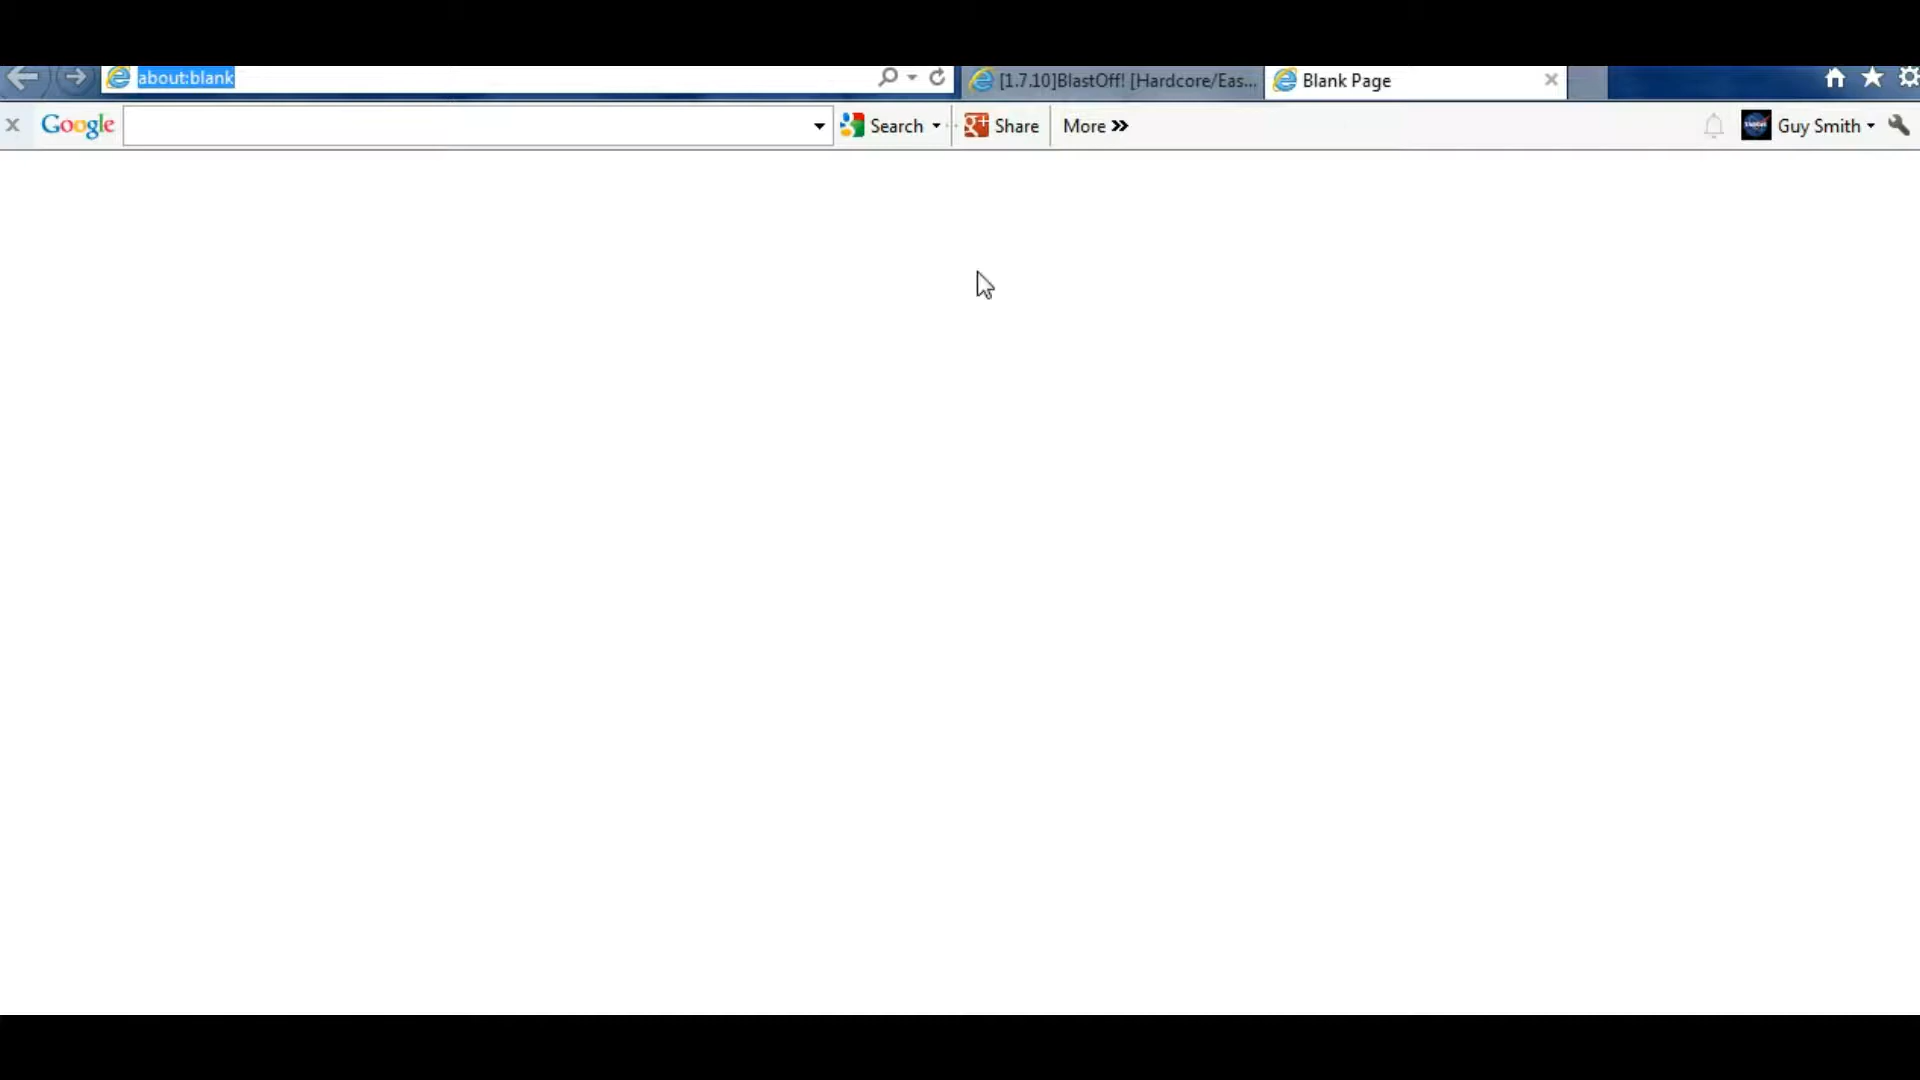 about:blank
[1.7.10]BlastOff! [Hardcore/Eas...
Blank Page
Google
Search
Share
More
Guy Smith